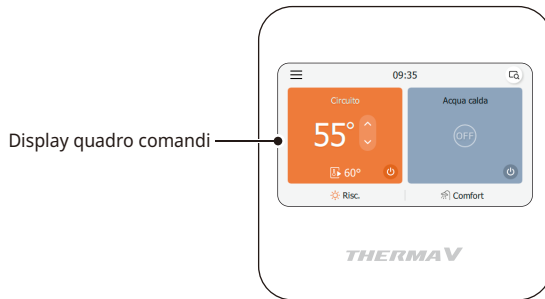 09:35
Circuito
Acqua calda
55°
OFF
60°
Risc.
Comfort
Display quadro comandi
THERMA V